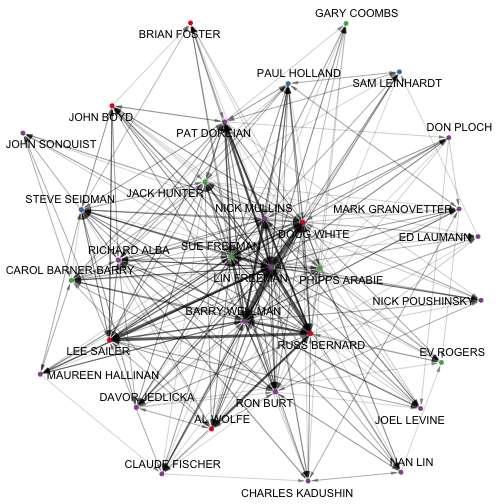 GARY COOMBS
BRIAN FOSTER
PAUL HOLLAND
SAM LEINHARDT
JOHN BOYD
DON PLOCH
PAT DOREIAN
JOHN SONQUIST
JACK HUNTER
STEVE SEIDMAN
NICK MULLINS
MARK GRANOVETTER
DOUG WHITE
ED LAUMANN
RICHARD ALBA
SUE FREEMAN
CAROL BARNER-BARRY
LIN FREEMAN
PHIPPS ARABIE
NICK POUSHINSKY
BARRY WELLMAN
LEE SAILER
RUSS BERNARD
EV ROGERS
MAUREEN HALLINAN
DAVOR JEDLICKA
RON BURT
AL WOLFE
JOEL LEVINE
CLAUDE FISCHER
NAN LIN
CHARLES KADUSHIN